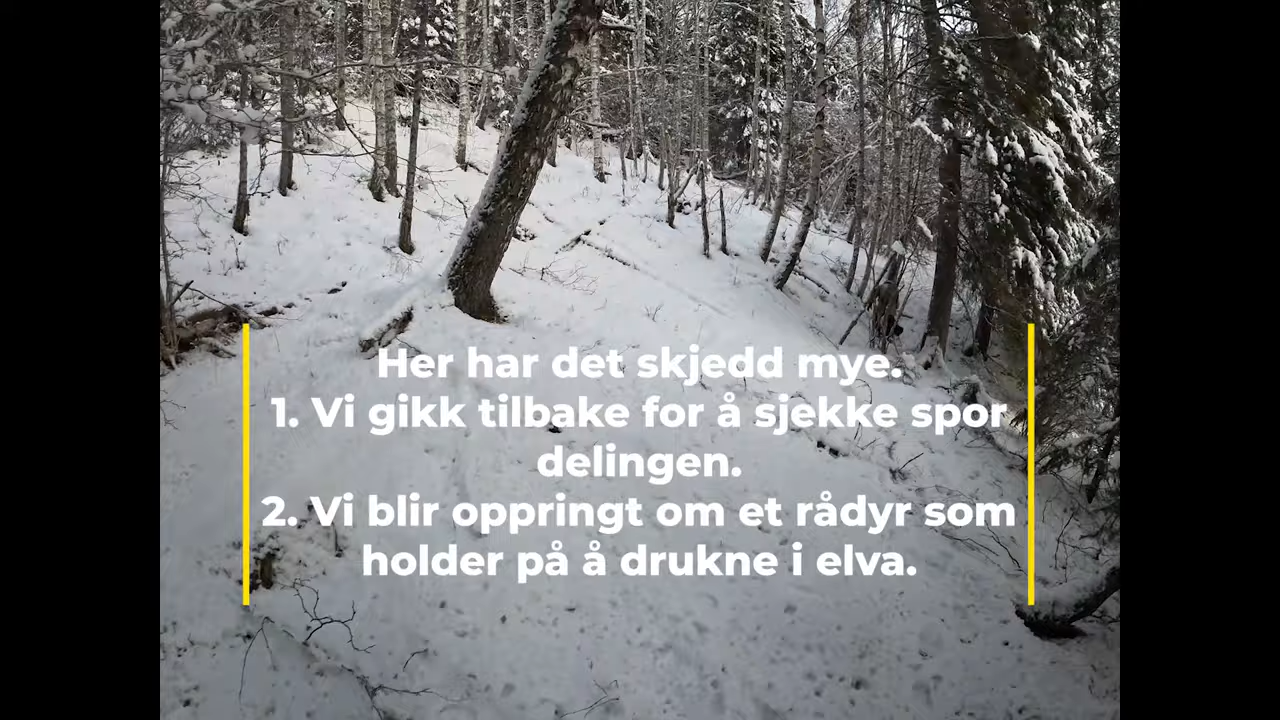 Her har det skjedd mye.
1. Vi gikk tilbake for å sjekke spor
delingen.
2. Vi blir oppringt om et rådyr som
holder på å drukne i elva.